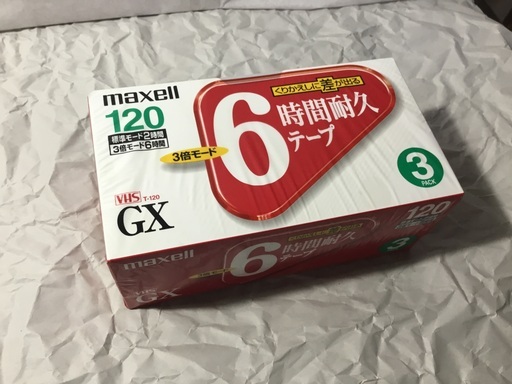 maxell
120
標準モード2時間
3倍モード6時間
くりかえしに差が出る
3倍モード
6時間耐久
テープ
3
PACK
VHS T-120
GX
maxell
GX
6時間耐久
テープ
120
3